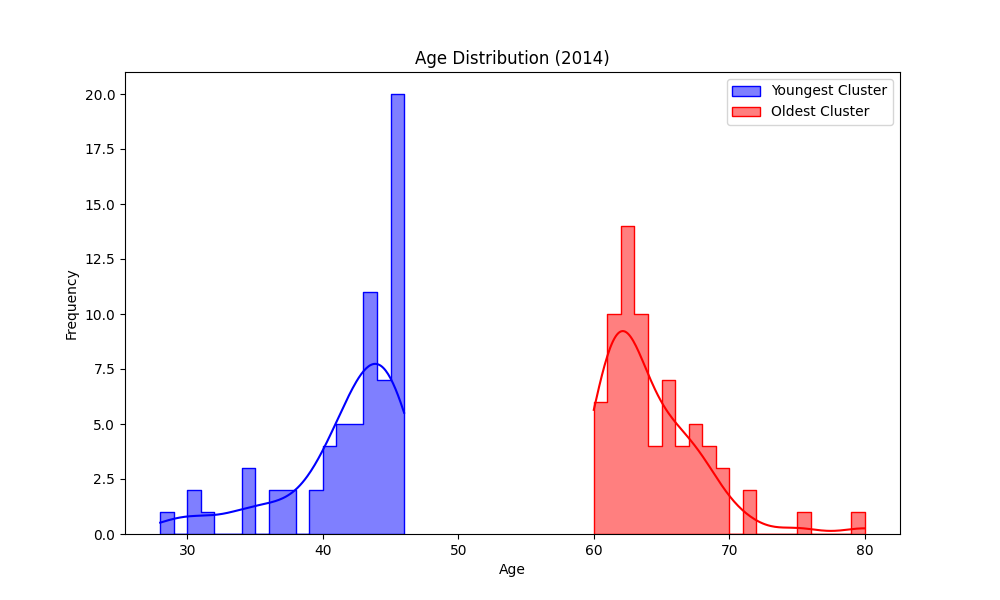 Age Distribution (2014)
Youngest Cluster
Oldest Cluster
20.0
17.5
15.0
12.5
10.0
7.5
5.0
2.5
0.0
Frequency
30 40 50 60 70 80
Age